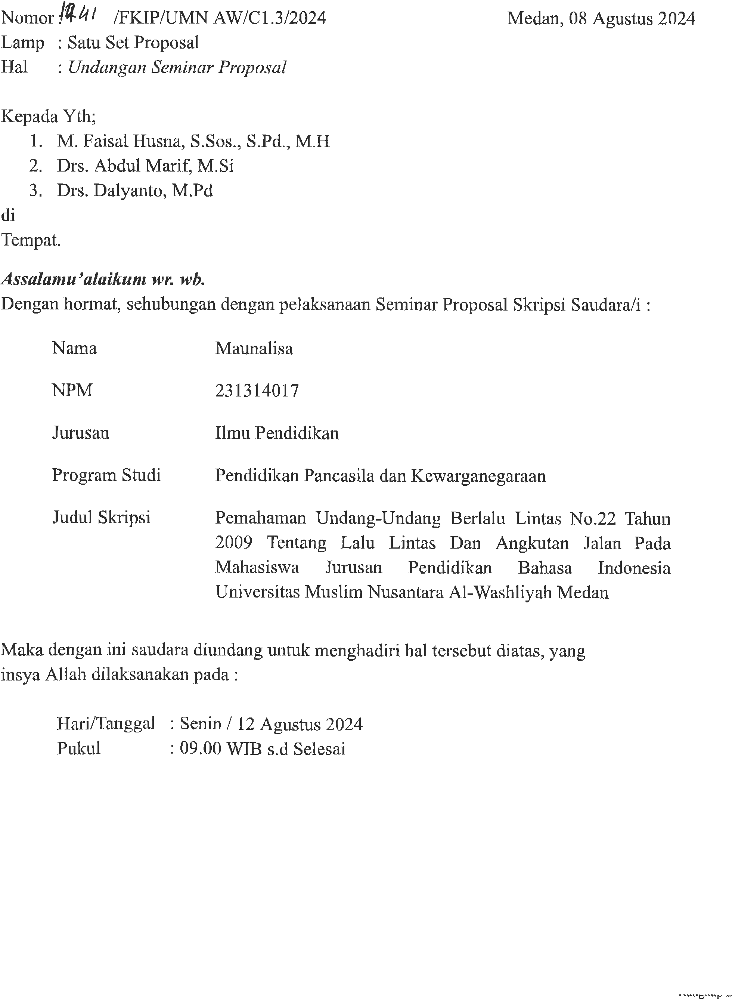 Nomor : /FKIP/UMN AW/C1.3/2024 Medan, 08 Agustus 2024
Lamp : Satu Set Proposal
Hal : Undangan Seminar Proposal
Kepada Yth;
1. M. Faisal Husna, S.Sos., S.Pd., M.H
2. Drs. Abdul Marif, M.Si
3. Drs. Dalyanto, M.Pd
di
Tempat.
Assalamu'alaikum wr. wb.
Dengan hormat, sehubungan dengan pelaksanaan Seminar Proposal Skripsi Saudara/i :
Nama Maunalisa
NPM 231314017
Jurusan Ilmu Pendidikan
Program Studi Pendidikan Pancasila dan Kewarganegaraan
Judul Skripsi Pemahaman Undang-Undang Berlalu Lintas No.22 Tahun
2009 Tentang Lalu Lintas Dan Angkutan Jalan Pada
Mahasiswa Jurusan Pendidikan Bahasa Indonesia
Universitas Muslim Nusantara Al-Washliyah Medan
Maka dengan ini saudara diundang untuk menghadiri hal tersebut diatas, yang
insya Allah dilaksanakan pada :
Hari/Tanggal : Senin / 12 Agustus 2024
Pukul : 09.00 WIB s.d Selesai